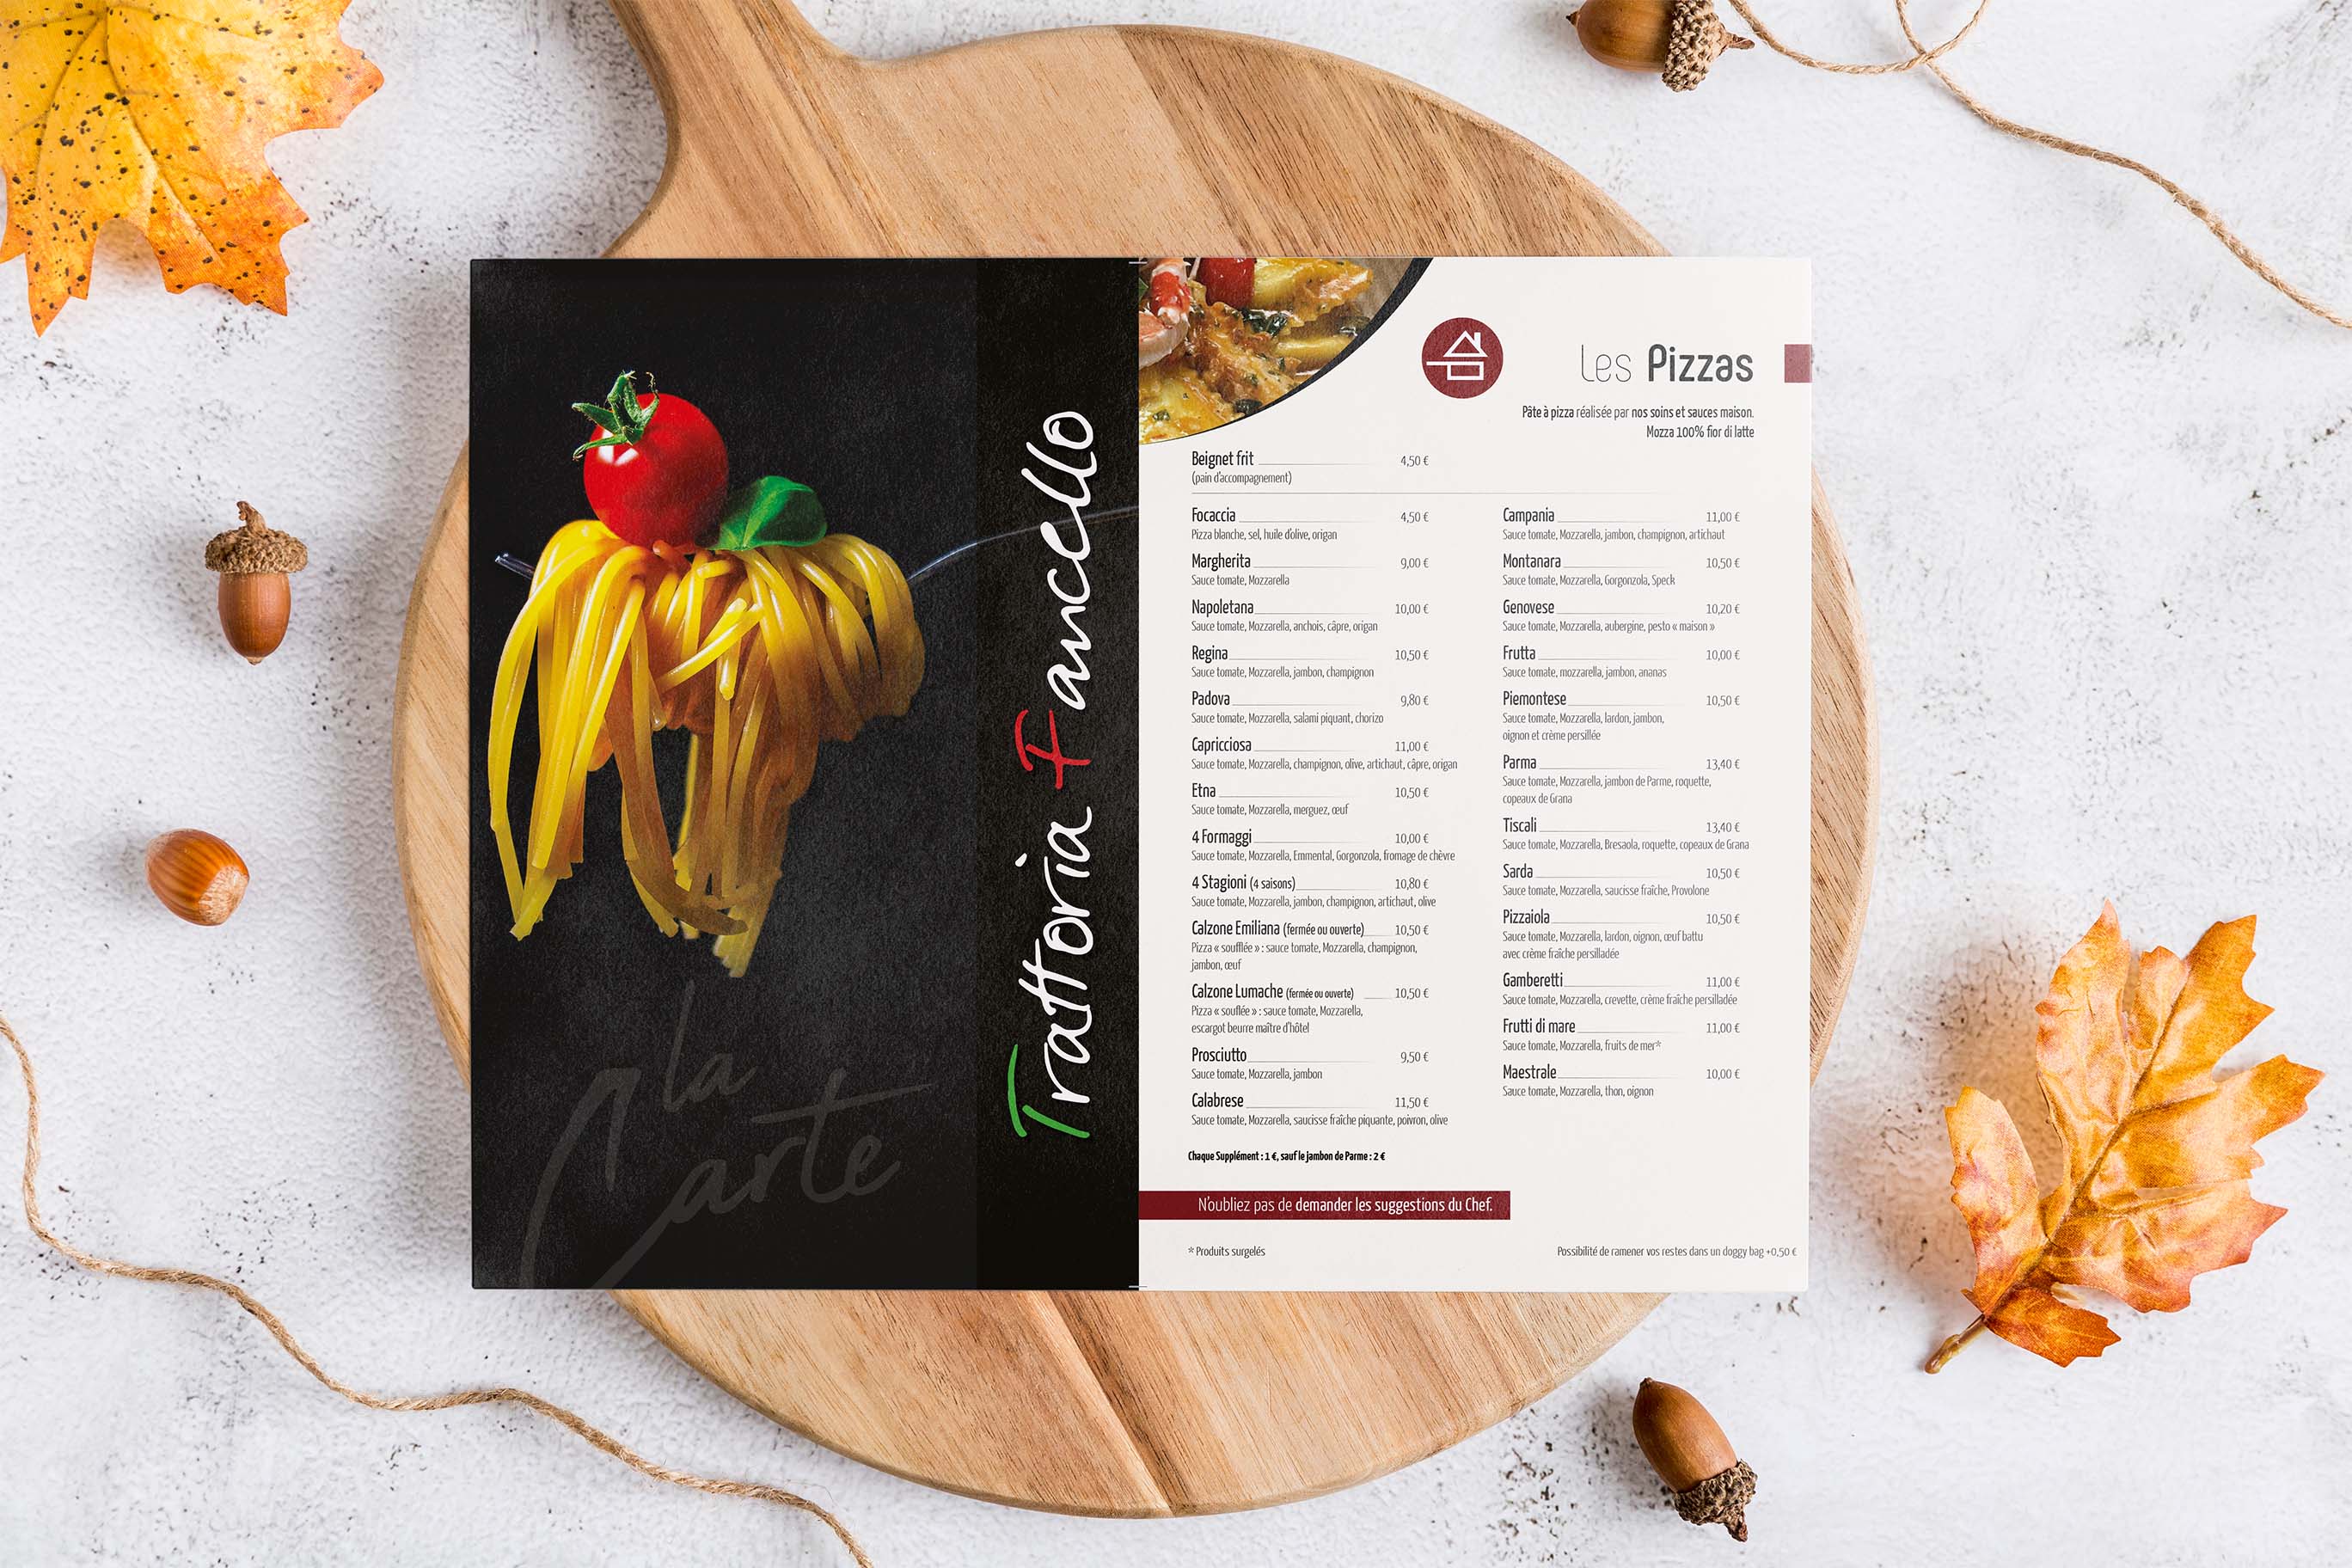 la
Carte
Trattoria Fancello
Les Pizzas
Pâte à pizza réalisée par nos soins et sauces maison.
Mozza 100% fior di latte
Beignet frit 4,50 €
(pain d'accompagnement)
Focaccia 4,50 €
Pizza blanche, sel, huile d'olive, origan
Margherita 9,00 €
Sauce tomate, Mozzarella
Napoletana 10,00 €
Sauce tomate, Mozzarella, anchois, câpre, origan
Regina 10,50 €
Sauce tomate, Mozzarella, jambon, champignon
Padova 9,80 €
Sauce tomate, Mozzarella, salami piquant, chorizo
Capricciosa 11,00 €
Sauce tomate, Mozzarella, champignon, olive, artichaut, câpre, origan
Etna 10,50 €
Sauce tomate, Mozzarella, merguez, œuf
4 Formaggi 10,00 €
Sauce tomate, Mozzarella, Emmental, Gorgonzola, fromage de chèvre
4 Stagioni (4 saisons) 10,80 €
Sauce tomate, Mozzarella, jambon, champignon, artichaut, olive
Calzone Emiliana (fermée ou ouverte) 10,50 €
Pizza « soufflée » : sauce tomate, Mozzarella, champignon,
jambon, œuf
Calzone Lumache (fermée ou ouverte) 10,50 €
Pizza « souflée » : sauce tomate, Mozzarella,
escargot beurre maître d'hôtel
Prosciutto 9,50 €
Sauce tomate, Mozzarella, jambon
Calabrese 11,50 €
Sauce tomate, Mozzarella, saucisse fraîche piquante, poivron, olive
Campania 11,00 €
Sauce tomate, Mozzarella, jambon, champignon, artichaut
Montanara 10,50 €
Sauce tomate, Mozzarella, Gorgonzola, Speck
Genovese 10,20 €
Sauce tomate, Mozzarella, aubergine, pesto « maison »
Frutta 10,00 €
Sauce tomate, mozzarella, jambon, ananas
Piemontese 10,50 €
Sauce tomate, Mozzarella, lardon, jambon,
oignon et crème persillée
Parma 13,40 €
Sauce tomate, Mozzarella, jambon de Parme, roquette,
copeaux de Grana
Tiscali 13,40 €
Sauce tomate, Mozzarella, Bresaola, roquette, copeaux de Grana
Sarda 10,50 €
Sauce tomate, Mozzarella, saucisse fraîche, Provolone
Pizzaiola 10,50 €
Sauce tomate, Mozzarella, lardon, oignon, œuf battu
avec crème fraîche persilladée
Gamberetti 11,00 €
Sauce tomate, Mozzarella, crevette, crème fraîche persilladée
Frutti di mare 11,00 €
Sauce tomate, Mozzarella, fruits de mer*
Maestrale 10,00 €
Sauce tomate, Mozzarella, thon, oignon
Chaque Supplément : 1 €, sauf le jambon de Parme : 2 €
N'oubliez pas de demander les suggestions du Chef.
* Produits surgelés
Possibilité de ramener vos restes dans un doggy bag +0,50 €